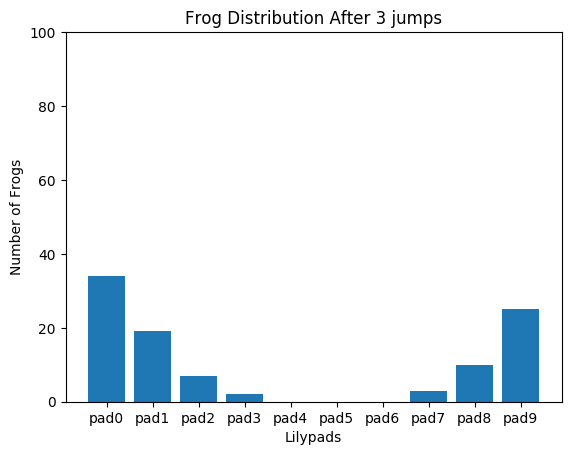 Frog Distribution After 3 jumps
100
80
60
40
20
0
Number of Frogs
pad0 pad1 pad2 pad3 pad4 pad5 pad6 pad7 pad8 pad9
Lilypads